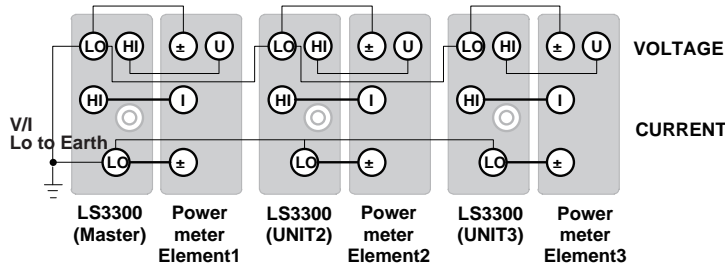 LO HI ± U LO HI ± U LO HI ± U VOLTAGE
HI I HI I HI I
V/I
Lo to Earth
CURRENT
LO ± LO ± LO ±
LS3300 Power LS3300 Power LS3300 Power
(Master) meter (UNIT2) meter (UNIT3) meter
Element1 Element2 Element3